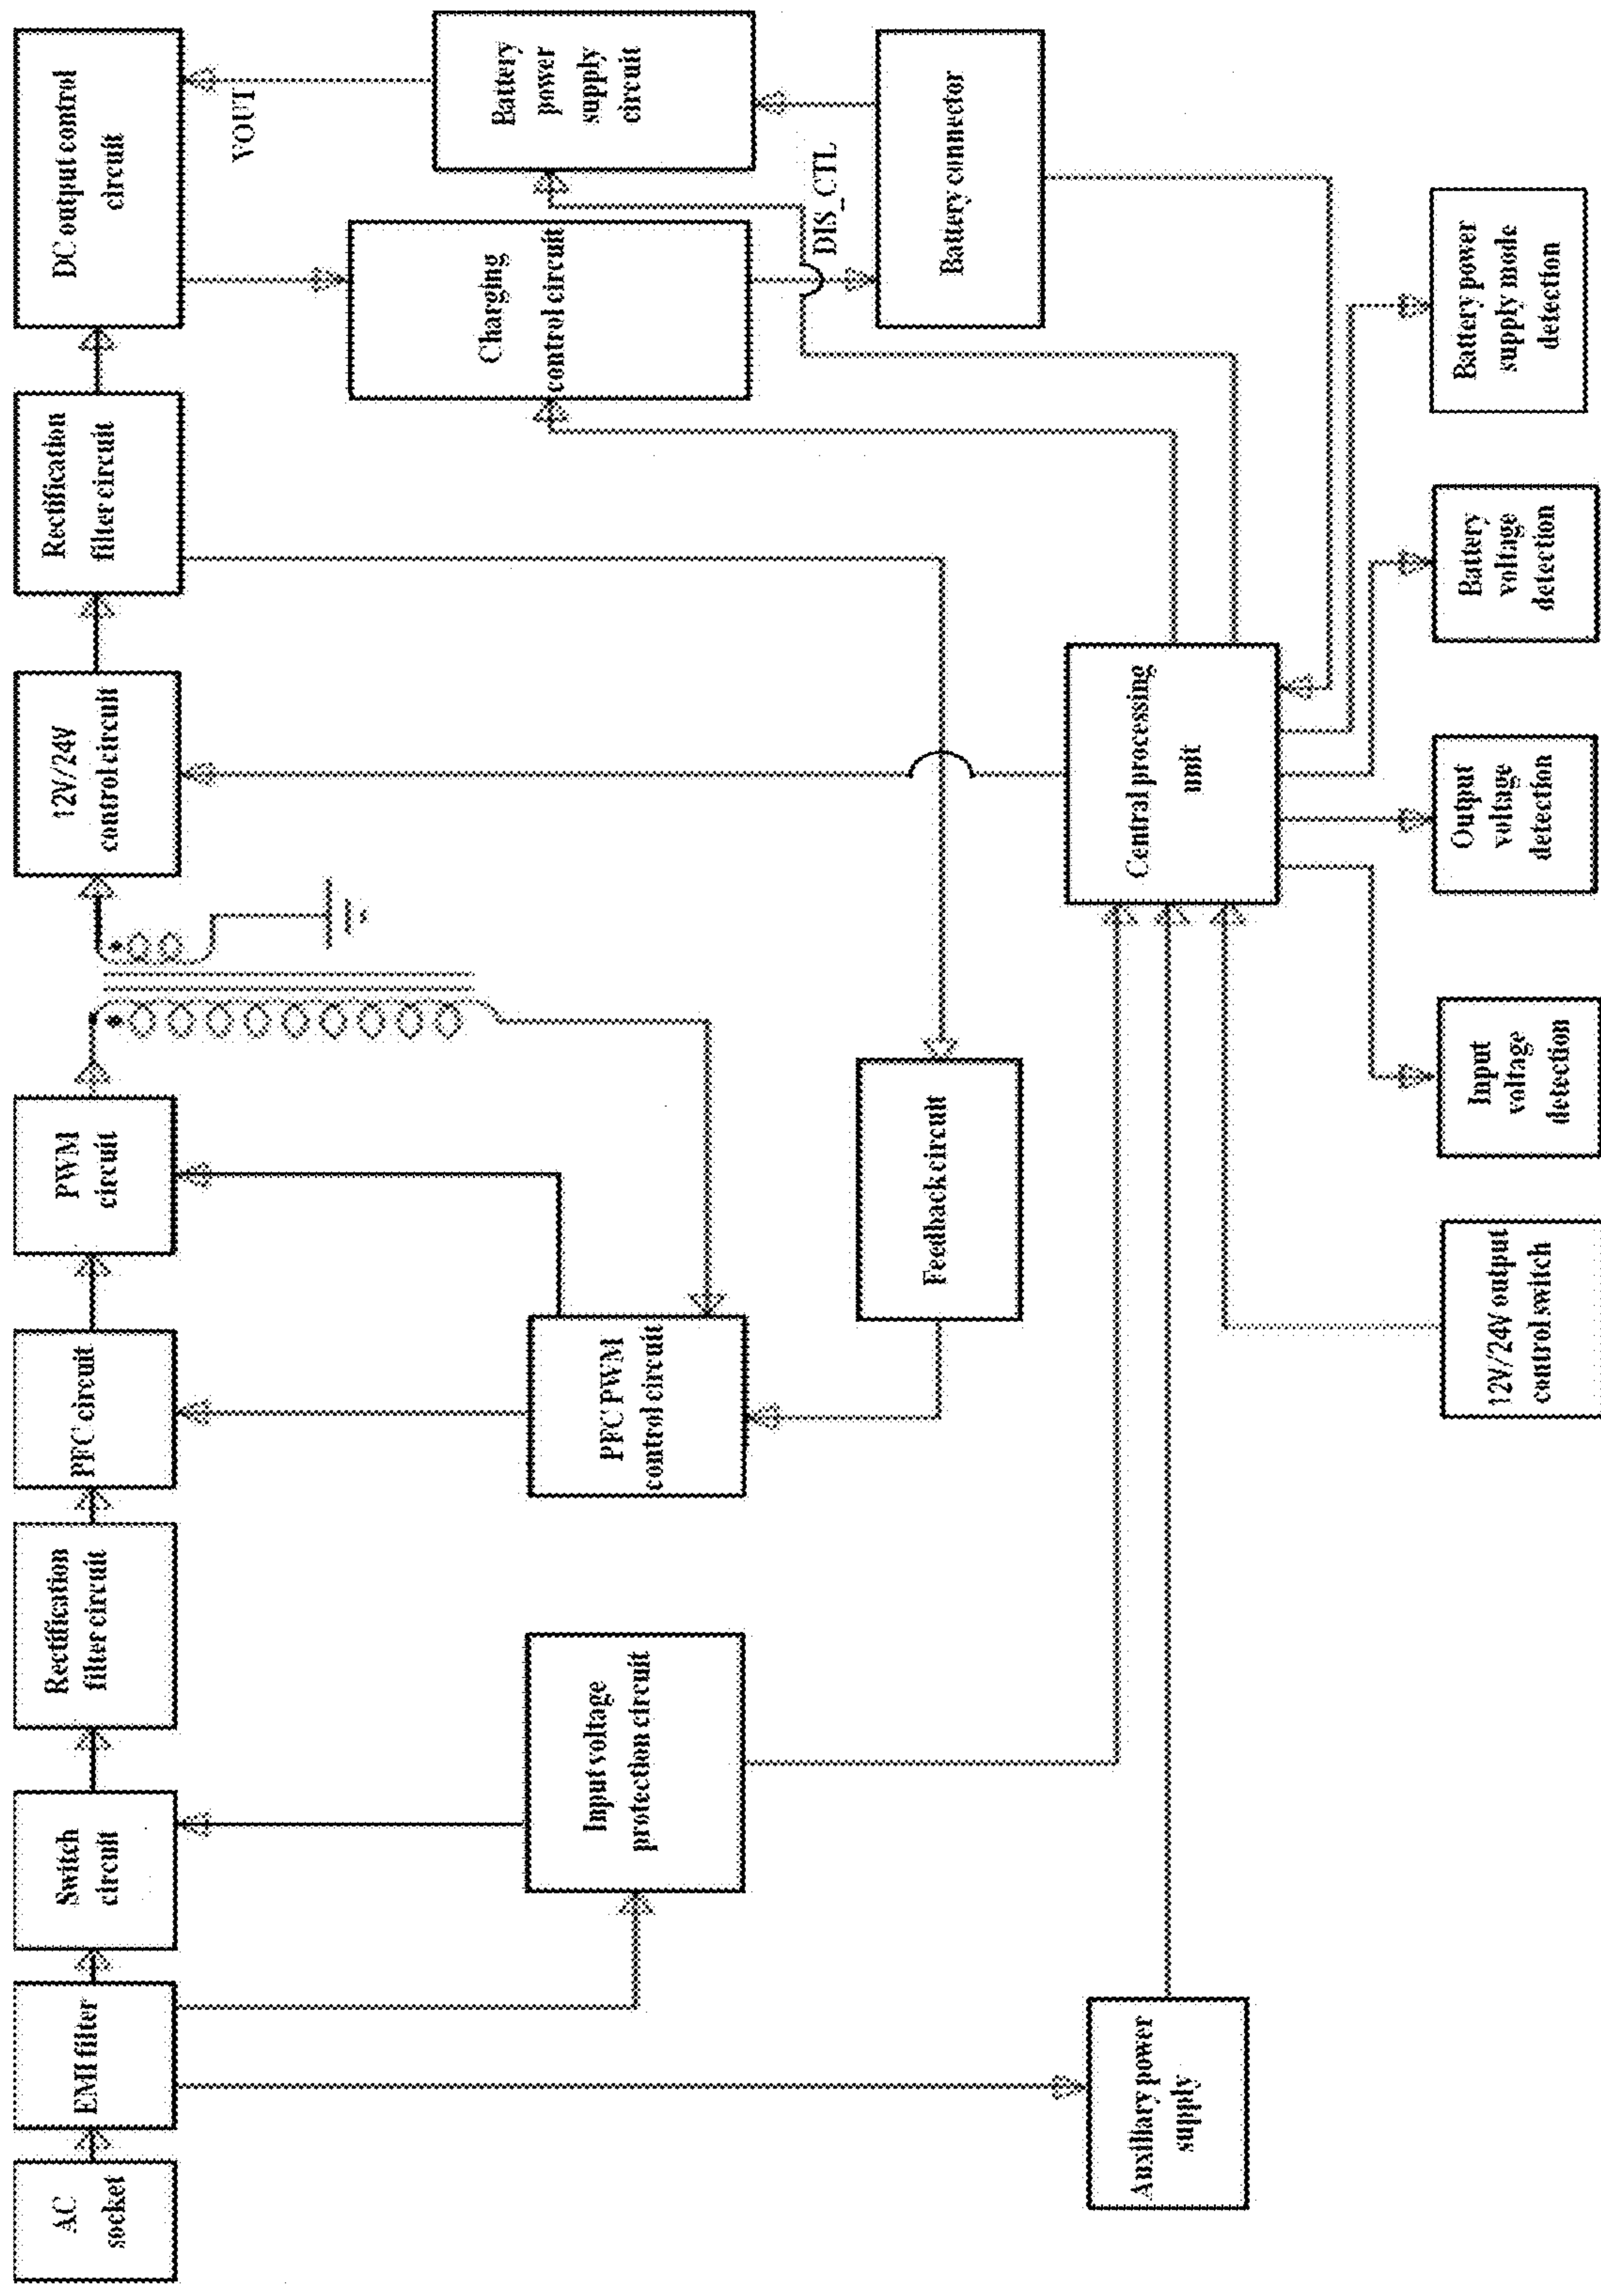 AC
socket
EMI filter
Switch
circuit
Rectification
filter circuit
PFC circuit
PWM
circuit
12V/24V
control circuit
Rectification
filter circuit
DC output control
circuit
VOUT
Input voltage
protection circuit
PFC PWM
control circuit
Charging
control circuit
Battery
power
supply
circuit
DIS_CTL
Feedback circuit
Battery connector
Auxiliary power
supply
Central processing
unit
12V/24V output
control switch
Input
voltage
detection
Output
voltage
detection
Battery
voltage
detection
Battery power
supply mode
detection